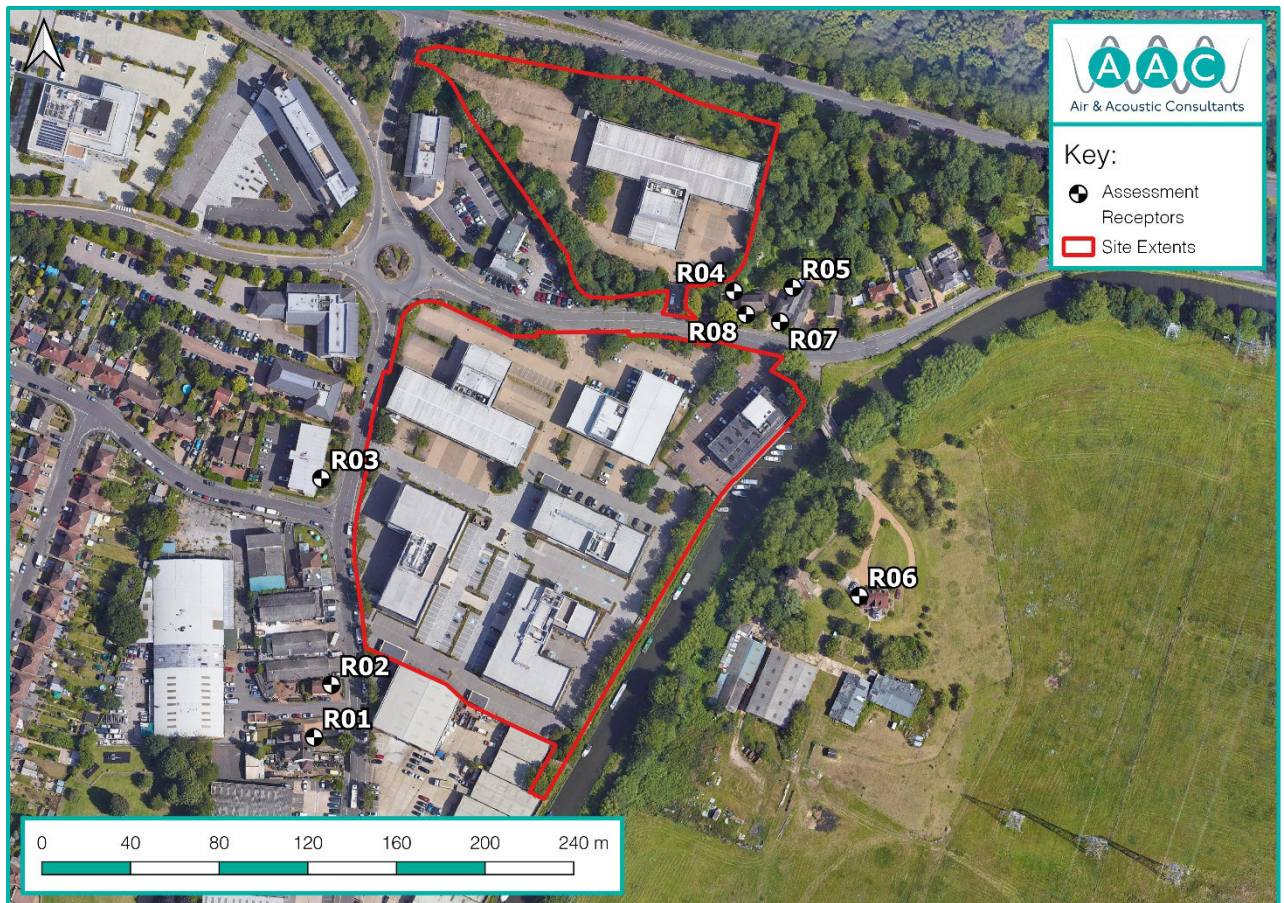 AAC
Air & Acoustic Consultants
Key:
Assessment
Receptors
Site Extents
R04
R05
R08
R07
R03
R06
R02
R01
0 40 80 120 160 200 240 m